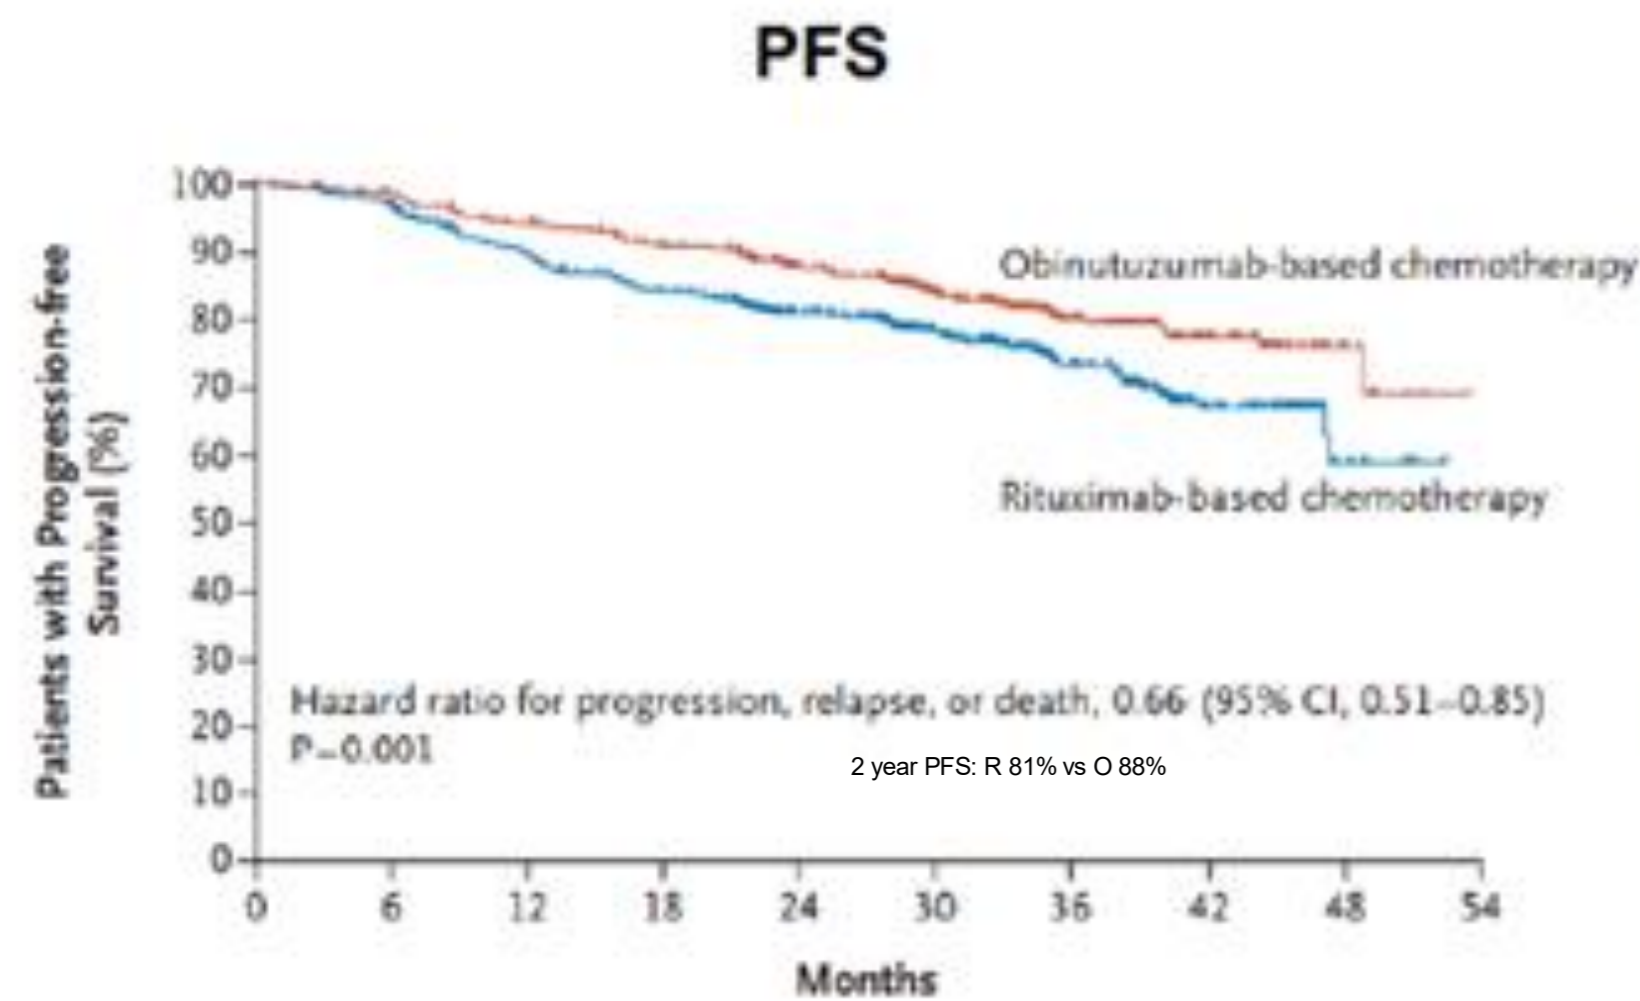 PFS
Patients with Progression-free
Survival (%)
100
90
80
70
60
50
40
30
20
10
0
Obinutuzumab-based chemotherapy
Rituximab-based chemotherapy
Hazard ratio for progression, relapse, or death, 0.66 (95% CI, 0.51–0.85)
P=0.001
2 year PFS: R 81% vs O 88%
0 6 12 18 24 30 36 42 48 54
Months